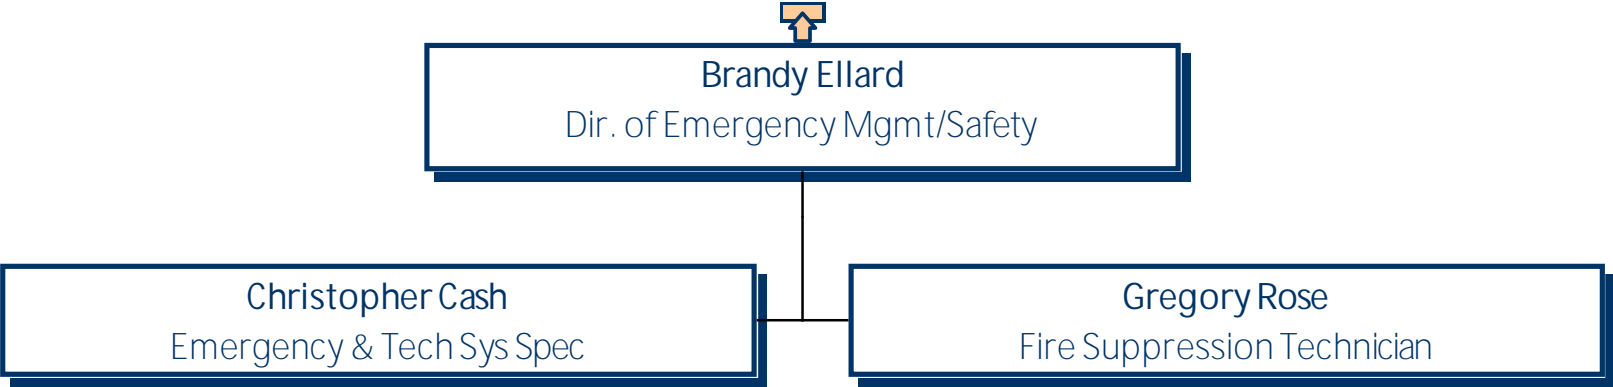 Brandy Ellard
Dir. of Emergency Mgmt/Safety
Christopher Cash
Emergency & Tech Sys Spec
Gregory Rose
Fire Suppression Technician